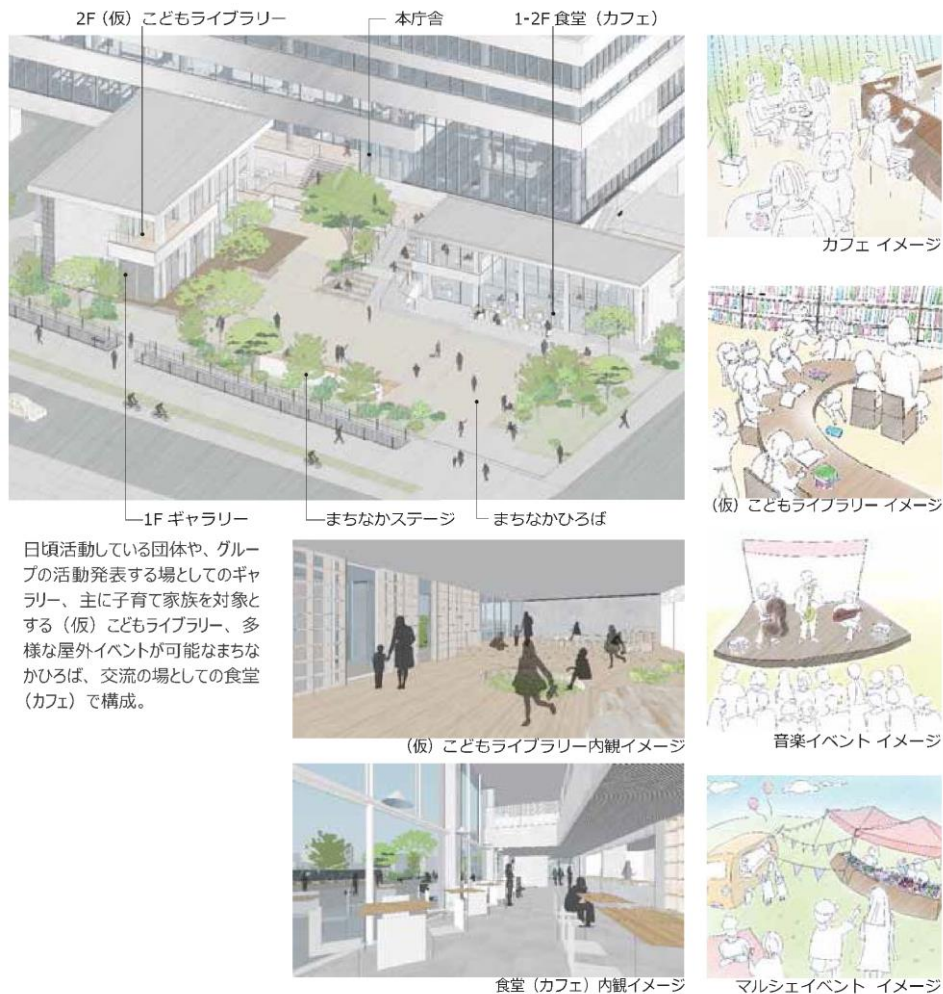 2F（仮）こどもライブラリー
本庁舎
1-2F 食堂（カフェ）
カフェ イメージ
（仮）こどもライブラリー イメージ
1F ギャラリー
まちなかステージ
まちなかひろば
日頃活動している団体や、グルー
プの活動発表する場としてのギャ
ラリー、主に子育て家族を対象と
する（仮）こどもライブラリー、多
様な屋外イベントが可能なまちな
かひろば、交流の場としての食堂
（カフェ）で構成。
（仮）こどもライブラリー内観イメージ
音楽イベント イメージ
食堂（カフェ）内観イメージ
マルシェイベント イメージ